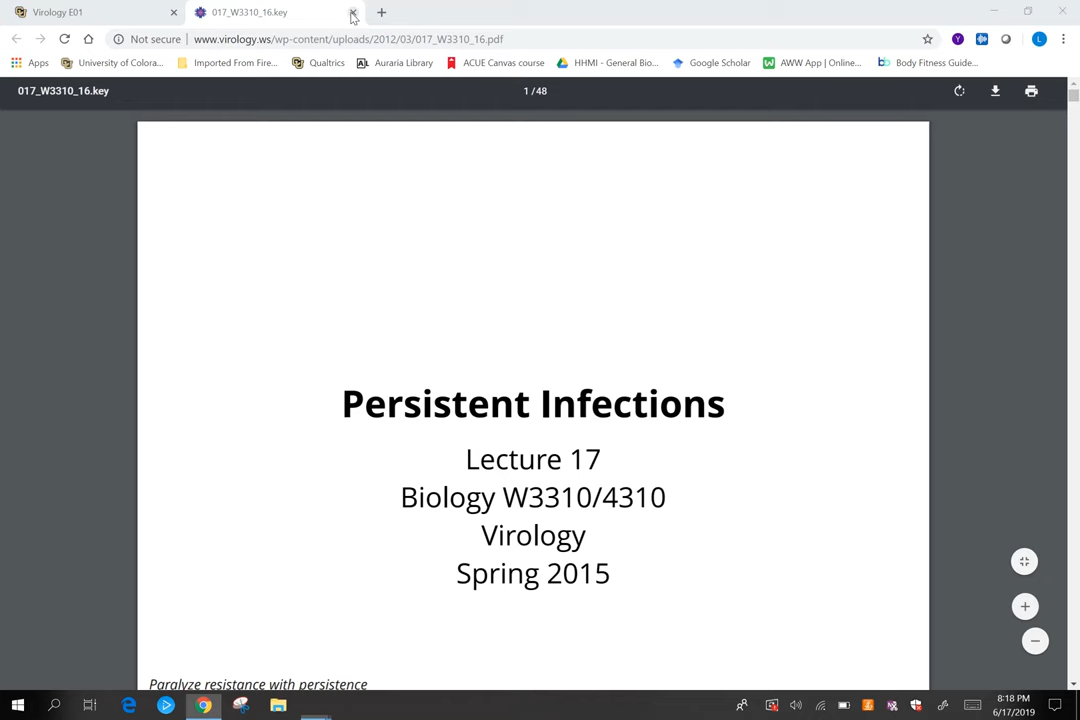 Virology E01
017_W3310_16.key
Not secure
www.virology.ws/wp-content/uploads/2012/03/017_W3310_16.pdf
Y
L
Apps
University of Colora...
Imported From Fire...
Qualtrics
Auraria Library
ACUE Canvas course
HHMI - General Bio...
Google Scholar
AWW App | Online...
Body Fitness Guide...
017_W3310_16.key
1 / 48
Persistent Infections
Lecture 17
Biology W3310/4310
Virology
Spring 2015
Paralyze resistance with persistence
8:18 PM
6/17/2019